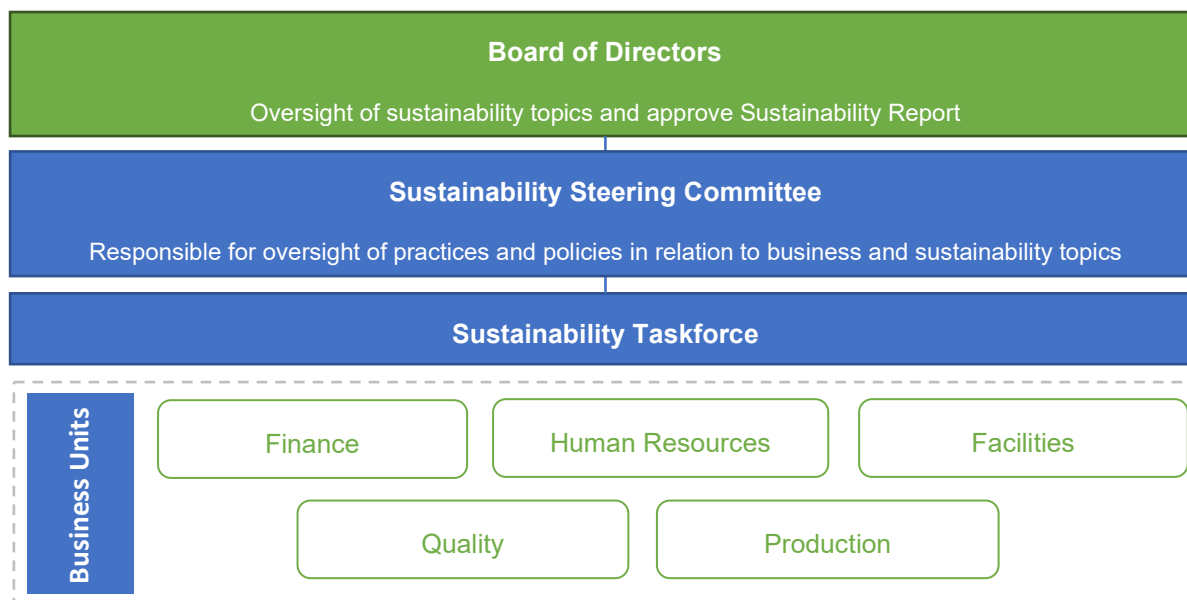 Board of Directors
Oversight of sustainability topics and approve Sustainability Report
Sustainability Steering Committee
Responsible for oversight of practices and policies in relation to business and sustainability topics
Sustainability Taskforce
Business Units
Finance
Human Resources
Facilities
Quality
Production